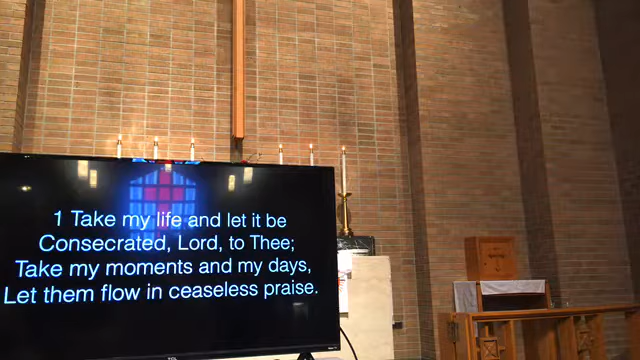 1 Take my life and let it be
Consecrated, Lord, to Thee;
Take my moments and my days,
Let them flow in ceaseless praise.
TCL